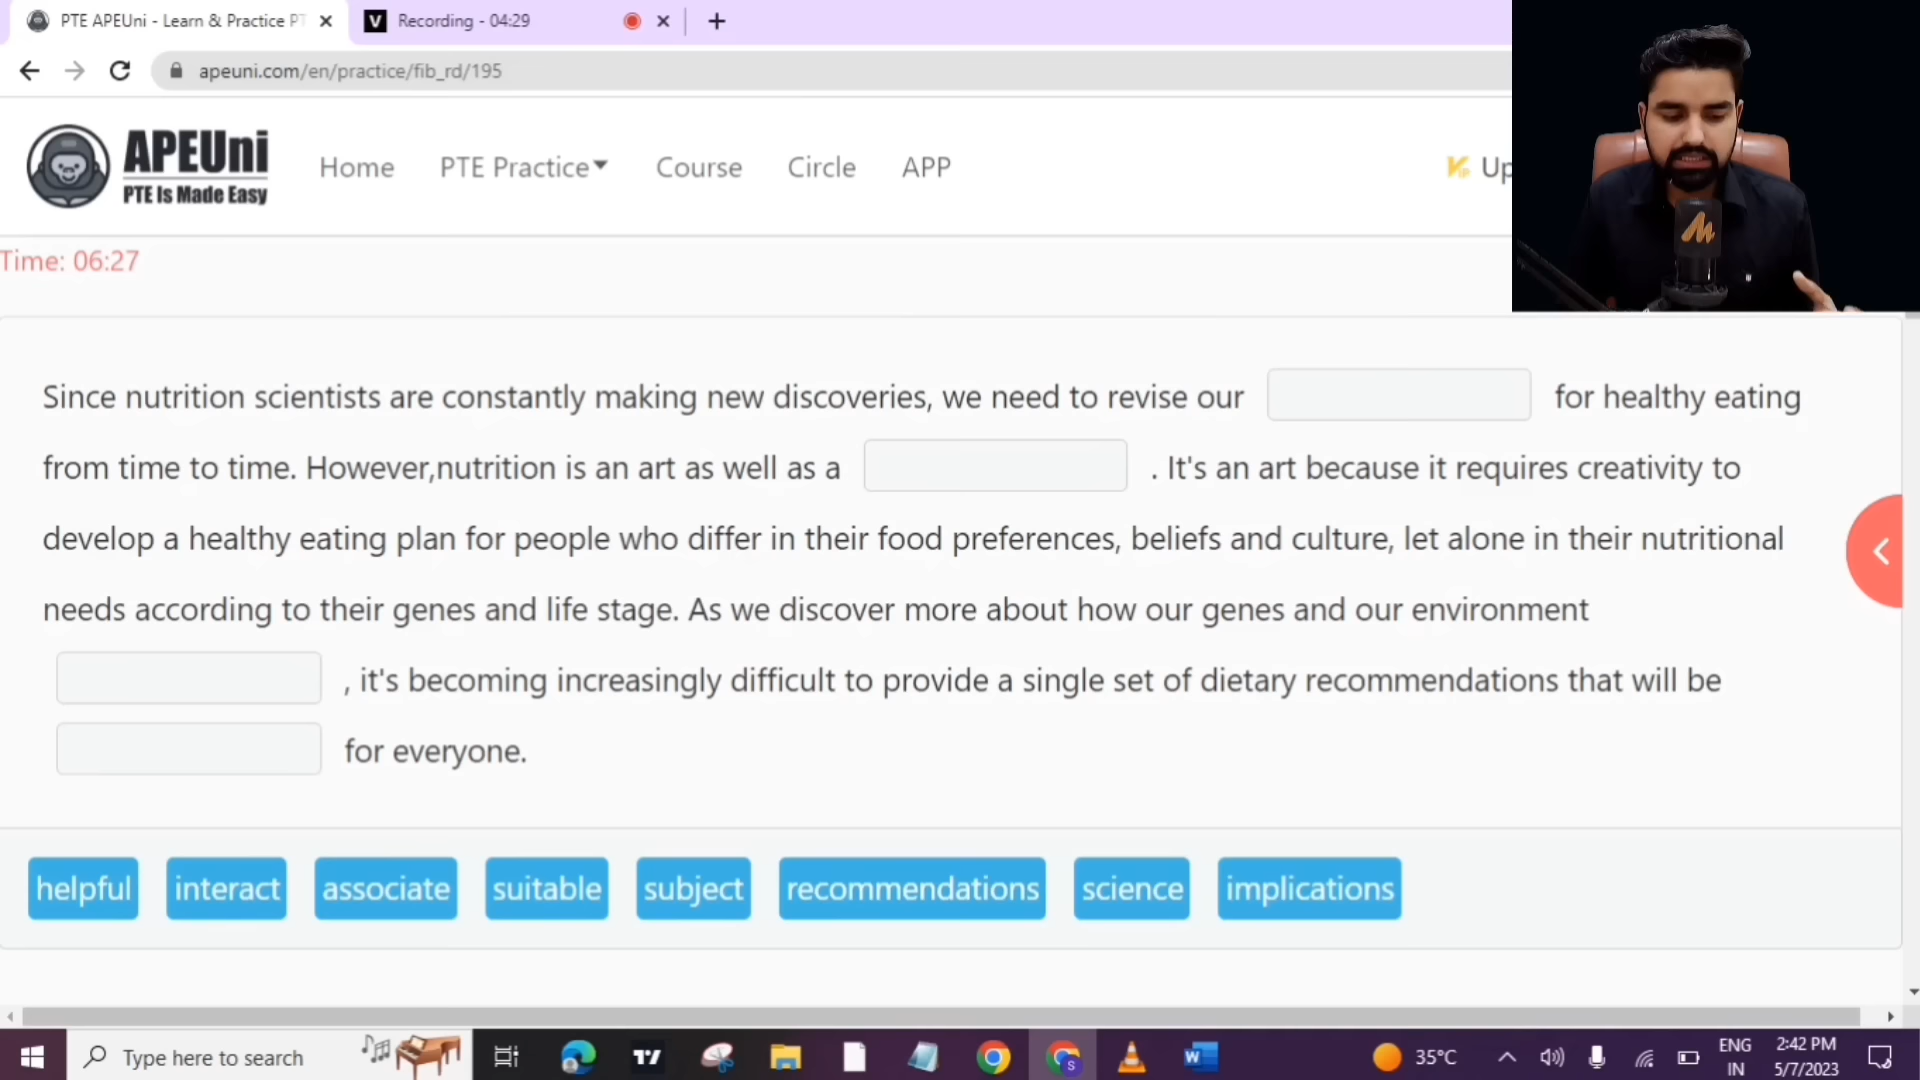 PTE APEUni - Learn & Practice PT
Recording - 04:29
apeuni.com/en/practice/fib_rd/195
APEUni
PTE Is Made Easy
Home PTE Practice Course Circle APP Up
Time: 06:27
Since nutrition scientists are constantly making new discoveries, we need to revise our for healthy eating
from time to time. However,nutrition is an art as well as a . It's an art because it requires creativity to
develop a healthy eating plan for people who differ in their food preferences, beliefs and culture, let alone in their nutritional
needs according to their genes and life stage. As we discover more about how our genes and our environment
, it's becoming increasingly difficult to provide a single set of dietary recommendations that will be
for everyone.
helpful interact associate suitable subject recommendations science implications
Type here to search
35°C
ENG
IN
2:42 PM
5/7/2023